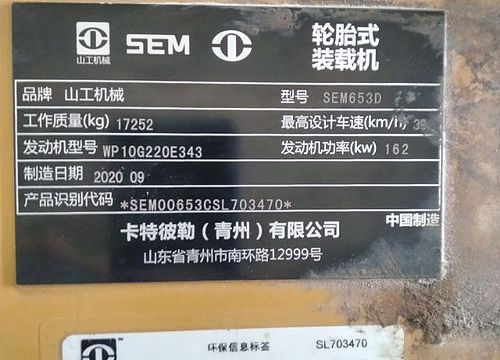 山工机械 SEM 轮胎式
装载机
品牌 山工机械 型号 SEM653D
工作质量(kg) 17252 最高设计车速(km/h) 39
发动机型号 WP10G220E343 发动机功率(kw) 162
制造日期 2020 09
产品识别代码 *SEM00653CSL703470*
中国制造
卡特彼勒（青州）有限公司
山东省青州市南环路12999号
环保信息标签 SL703470